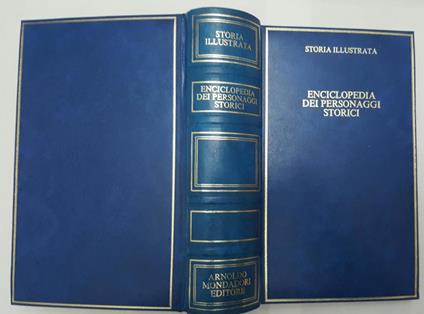 STORIA
ILLUSTRATA
ENCICLOPEDIA
DEI PERSONAGGI
STORICI
ARNOLDO
MONDADORI
EDITORE
STORIA ILLUSTRATA
ENCICLOPEDIA
DEI PERSONAGGI
STORICI